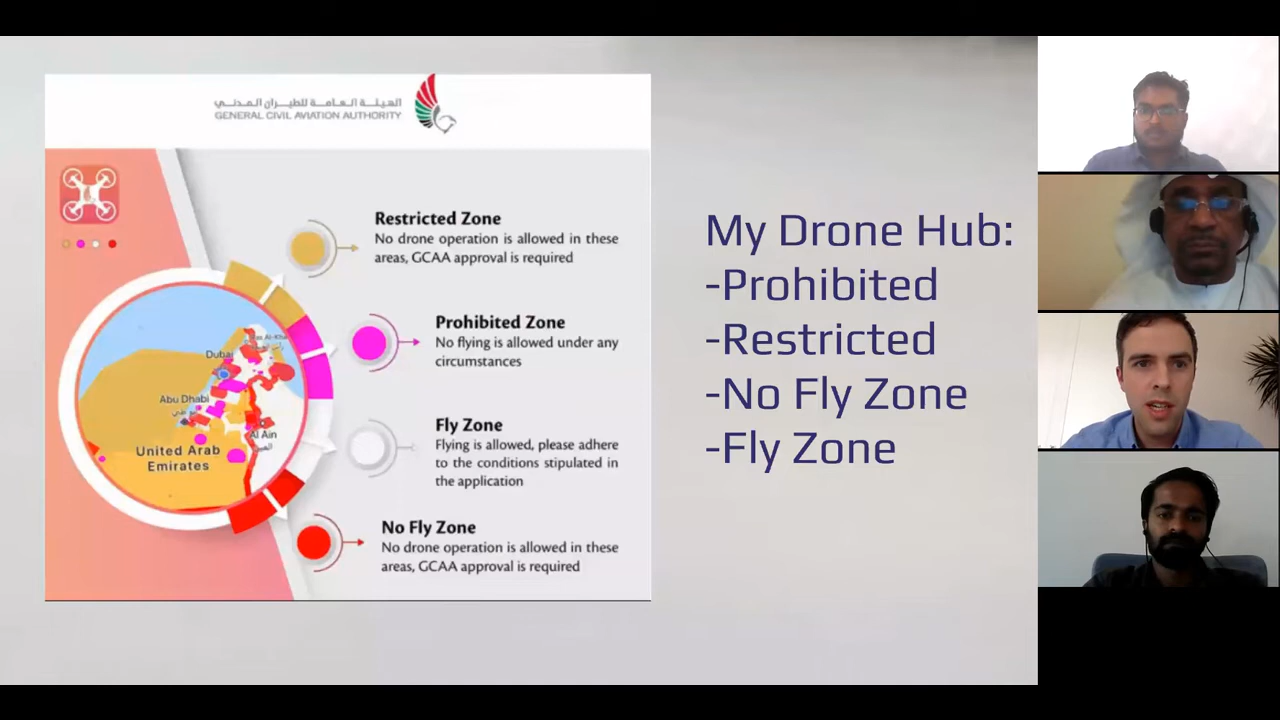 الهيئة العامة للطيران المدني
GENERAL CIVIL AVIATION AUTHORITY
Restricted Zone
No drone operation is allowed in these
areas, GCAA approval is required
Prohibited Zone
No flying is allowed under any
circumstances
Fly Zone
Flying is allowed, please adhere
to the conditions stipulated in
the application
No Fly Zone
No drone operation is allowed in these
areas, GCAA approval is required
Dubai
Abu Dhabi
Al Ain
العين
United Arab
Emirates
My Drone Hub:
-Prohibited
-Restricted
-No Fly Zone
-Fly Zone